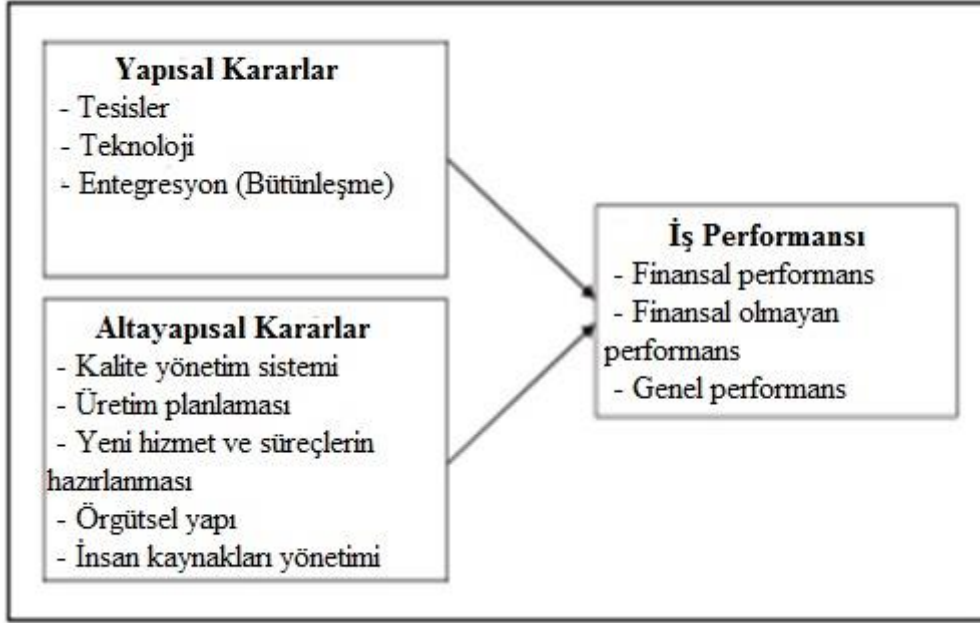 Yapısal Kararlar
- Tesisler
- Teknoloji
- Entegresyon (Bütünleşme)
Altayapısal Kararlar
- Kalite yönetim sistemi
- Üretim planlaması
- Yeni hizmet ve süreçlerin
hazırlanması
- Örgütsel yapı
- İnsan kaynakları yönetimi
İş Performansı
- Finansal performans
- Finansal olmayan
performans
- Genel performans